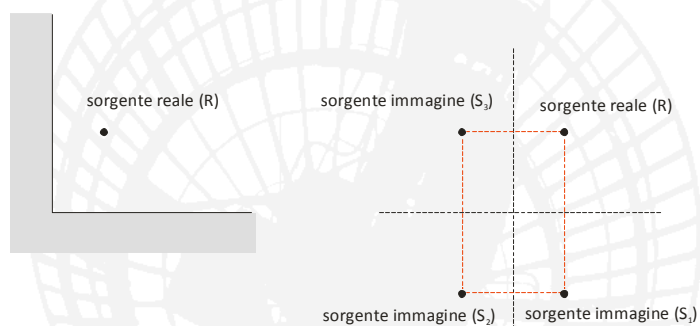 sorgente reale (R)
sorgente immagine (S₃)
sorgente reale (R)
sorgente immagine (S₂)
sorgente immagine (S₁)